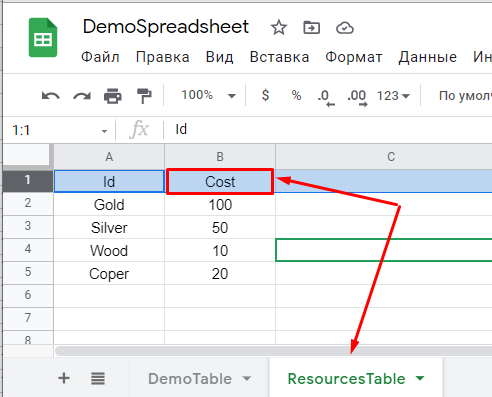 DemoSpreadsheet
Файл Правка Вид Вставка Формат Данные Ин
100% $ % .0 .00 123 По умол
1:1 fx Id
A B C
1 Id Cost
2 Gold 100
3 Silver 50
4 Wood 10
5 Coper 20
6
7
8
+ DemoTable ResourcesTable